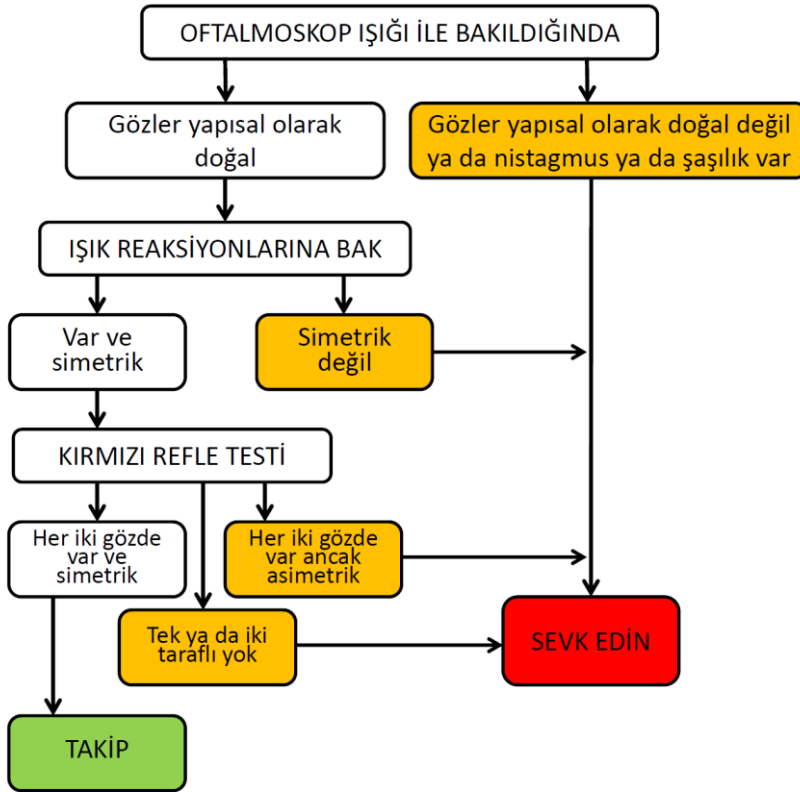 OFTALMOSKOP IŞIĞI İLE BAKILDIĞINDA
Gözler yapısal olarak
doğal
Gözler yapısal olarak doğal değil
ya da nistagmus ya da şaşılık var
IŞIK REAKSİYONLARINA BAK
Var ve
simetrik
Simetrik
değil
KIRMIZI REFLE TESTİ
Her iki gözde
var ve
simetrik
Her iki gözde
var ancak
asimetrik
Tek ya da iki
taraflı yok
SEVK EDİN
TAKİP